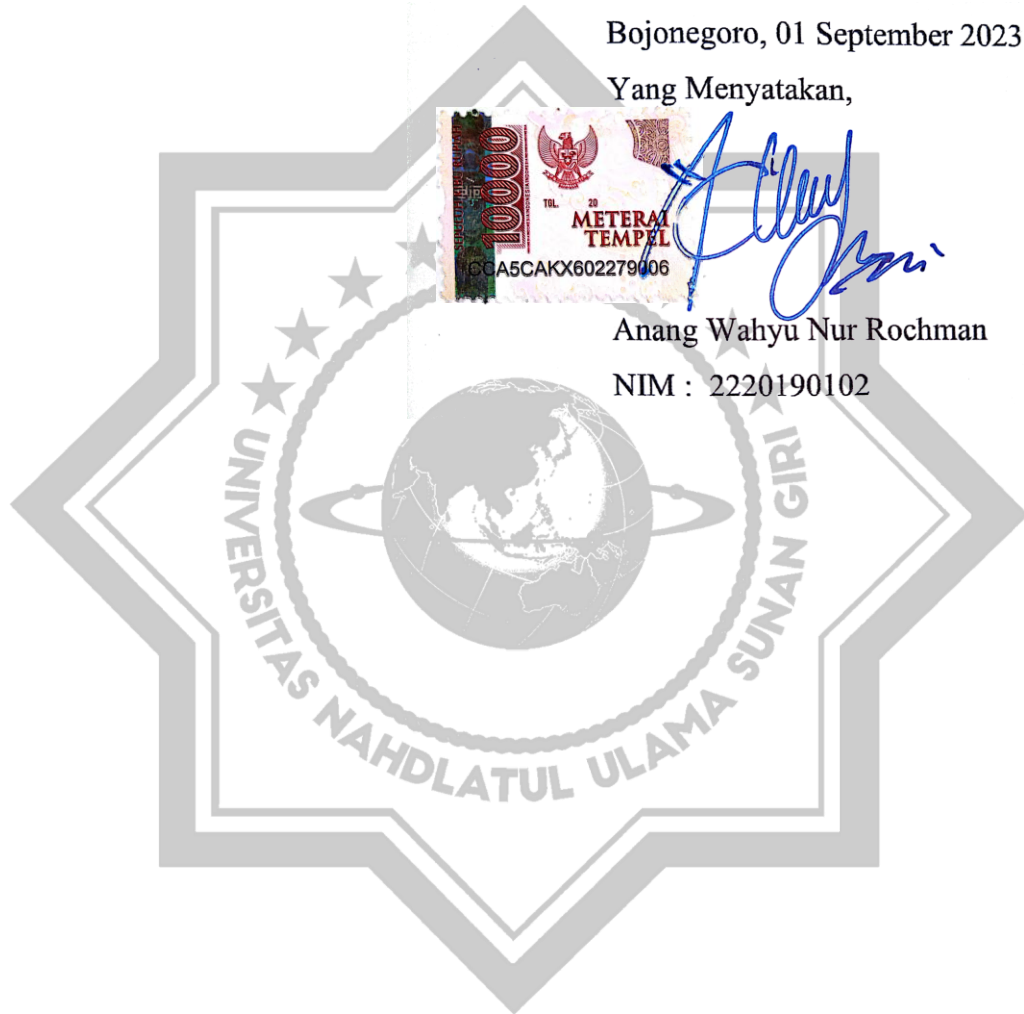 Bojonegoro, 01 September 2023
Yang Menyatakan,
10000
TGL. 20
METERAI
TEMPEL
CCA5CAKX602279006
Anang Wahyu Nur Rochman
NIM : 2220190102
UNIVERSITAS NAHDLATUL ULAMA SUNAN GIRI